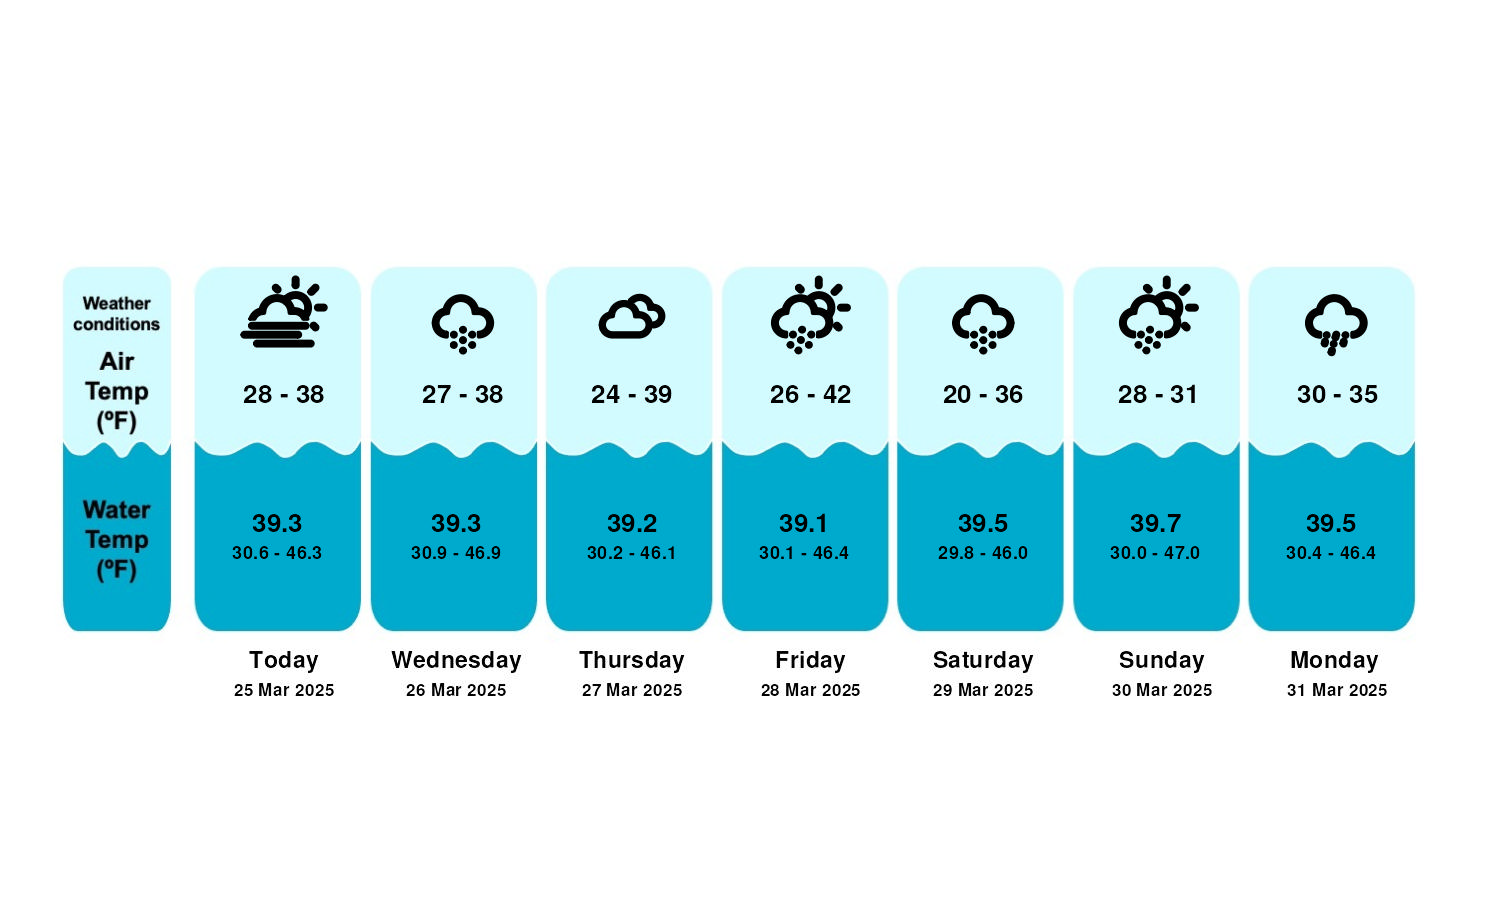 Weather
conditions
Air
Temp
(ºF)
Water
Temp
(ºF)
28 - 38
39.3
30.6 - 46.3
Today
25 Mar 2025
27 - 38
39.3
30.9 - 46.9
Wednesday
26 Mar 2025
24 - 39
39.2
30.2 - 46.1
Thursday
27 Mar 2025
26 - 42
39.1
30.1 - 46.4
Friday
28 Mar 2025
20 - 36
39.5
29.8 - 46.0
Saturday
29 Mar 2025
28 - 31
39.7
30.0 - 47.0
Sunday
30 Mar 2025
30 - 35
39.5
30.4 - 46.4
Monday
31 Mar 2025